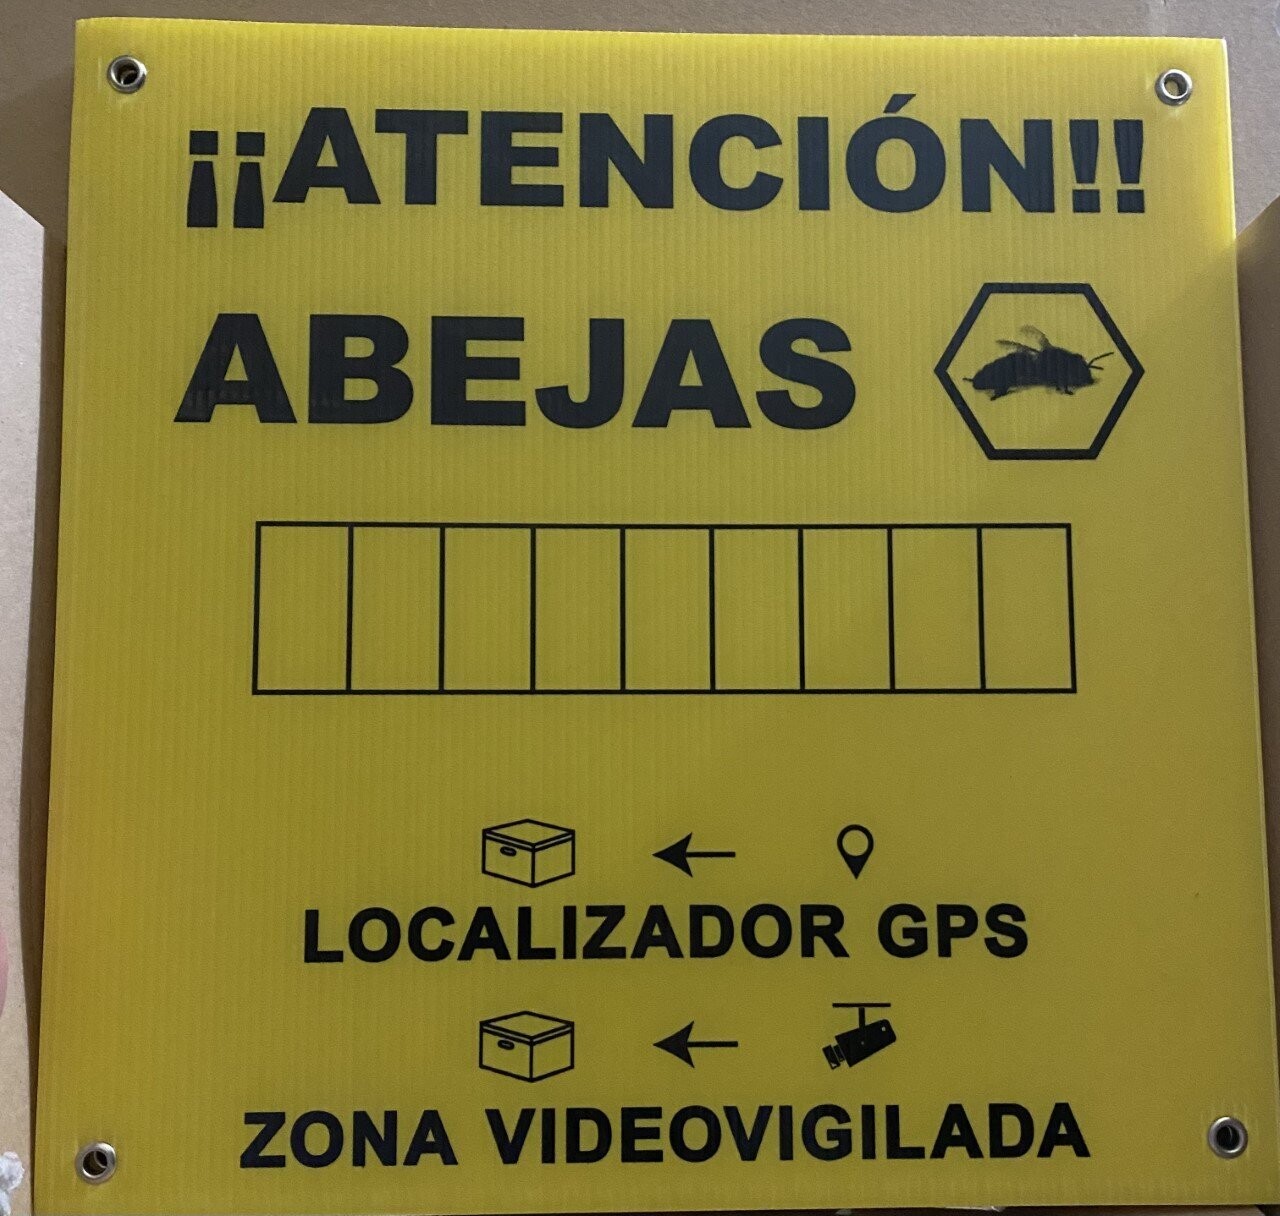 ¡¡ATENCIÓN!!
ABEJAS
LOCALIZADOR GPS
ZONA VIDEOVIGILADA